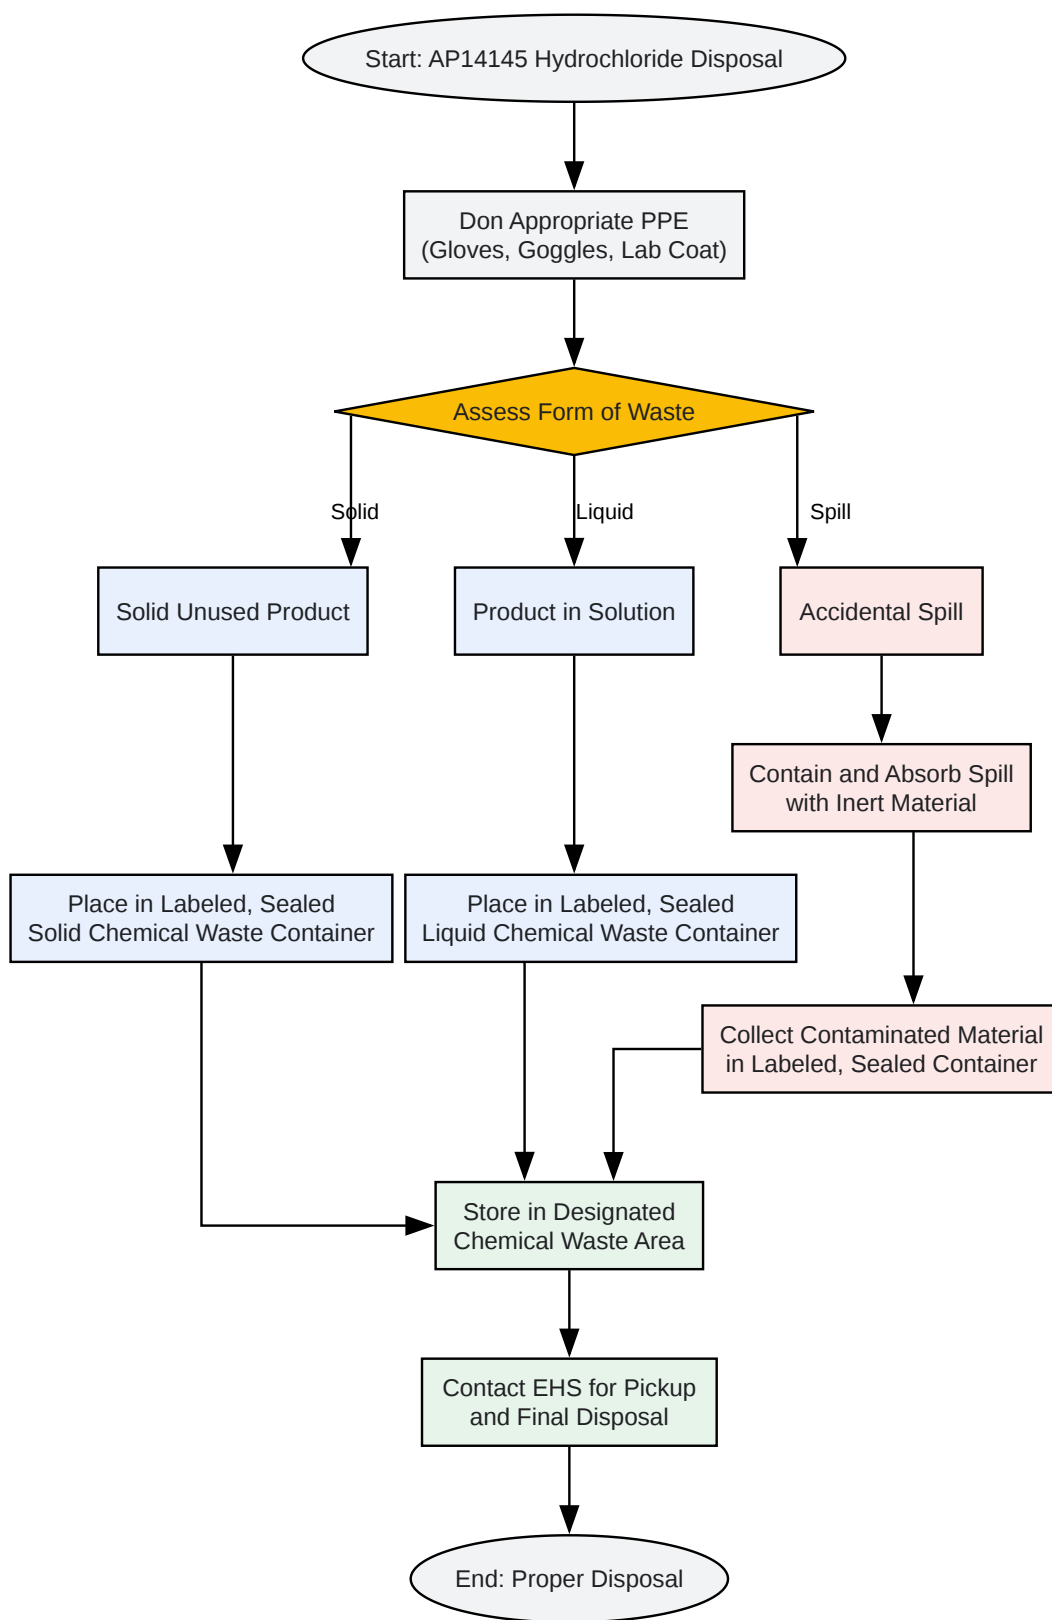 Start: AP14145 Hydrochloride Disposal
Don Appropriate PPE
(Gloves, Goggles, Lab Coat)
Assess Form of Waste
Solid
Liquid
Spill
Solid Unused Product
Product in Solution
Accidental Spill
Contain and Absorb Spill
with Inert Material
Place in Labeled, Sealed
Solid Chemical Waste Container
Place in Labeled, Sealed
Liquid Chemical Waste Container
Collect Contaminated Material
in Labeled, Sealed Container
Store in Designated
Chemical Waste Area
Contact EHS for Pickup
and Final Disposal
End: Proper Disposal